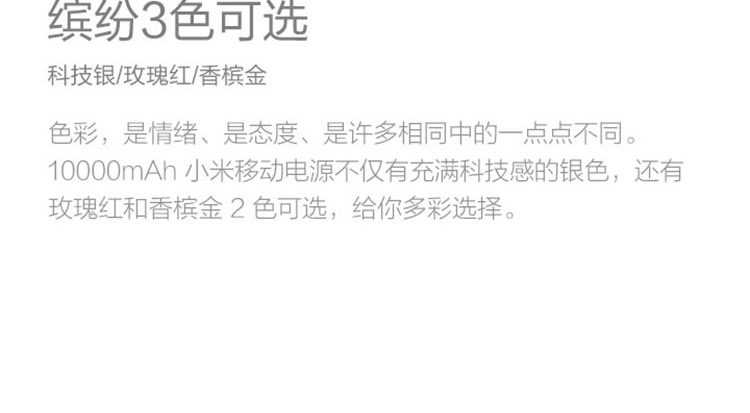 缤纷3色可选
科技银/玫瑰红/香槟金
色彩，是情绪、是态度、是许多相同中的一点点不同。
10000mAh 小米移动电源不仅有充满科技感的银色，还有
玫瑰红和香槟金 2 色可选，给你多彩选择。